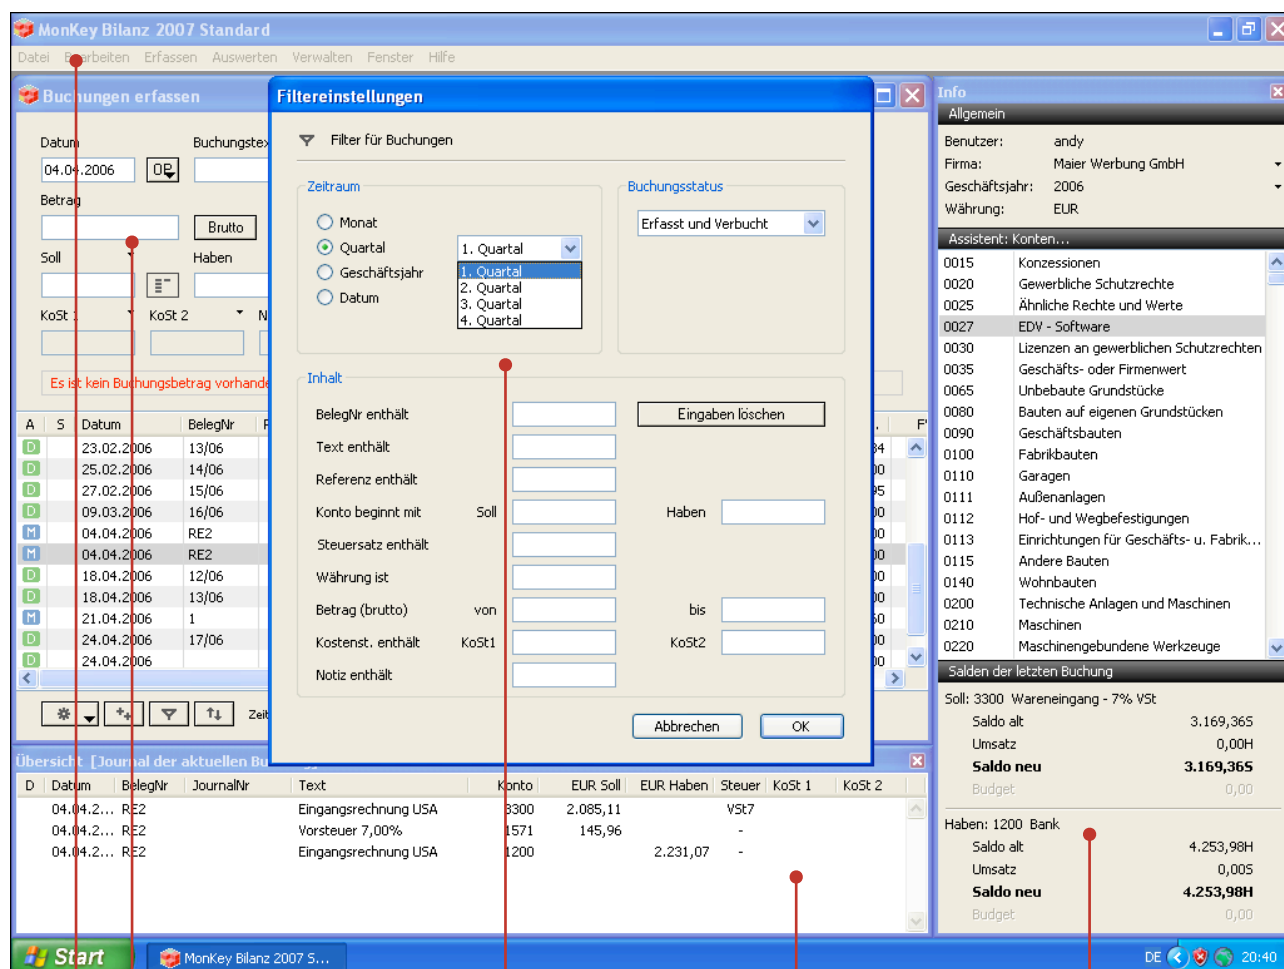 MonKey Bilanz 2007 Standard
Datei Bearbeiten Erfassen Auswerten Verwalten Fenster Hilfe
Buchungen erfassen
Datum
04.04.2006
OP
Betrag
Brutto
Soll
Haben
KoSt 1
KoSt 2
Es ist kein Buchungsbetrag
A S Datum BelegNr
D 23.02.2006 13/06
D 25.02.2006 14/06
D 27.02.2006 15/06
D 09.03.2006 16/06
M 04.04.2006 RE2
M 04.04.2006 RE2
D 18.04.2006 12/06
D 18.04.2006 13/06
M 21.04.2006 1
D 24.04.2006 17/06
D 24.04.2006
Filtereinstellungen
Filter für Buchungen
Zeitraum
Monat
Quartal
1. Quartal
Geschäftsjahr
Datum
1. Quartal
2. Quartal
3. Quartal
4. Quartal
Buchungsstatus
Erfasst und Verbucht
Inhalt
BelegNr enthält
Eingaben löschen
Text enthält
Referenz enthält
Konto beginnt mit Soll Haben
Steuersatz enthält
Währung ist
Betrag (brutto) von bis
Kostenst. enthält KoSt1 KoSt2
Notiz enthält
Abbrechen OK
Übersicht [Journal der aktuellen
D Datum BelegNr JournalNr Text Konto EUR Soll EUR Haben Steuer KoSt 1 KoSt 2
04.04.2... RE2 Eingangsrechnung USA 3300 2.085,11 VSt7
04.04.2... RE2 Vorsteuer 7,00% 1571 145,96 -
04.04.2... RE2 Eingangsrechnung USA 1200 2.231,07 -
Info
Allgemein
Benutzer: andy
Firma: Maier Werbung GmbH
Geschäftsjahr: 2006
Währung: EUR
Assistent: Konten...
0015 Konzessionen
0020 Gewerbliche Schutzrechte
0025 Ähnliche Rechte und Werte
0027 EDV - Software
0030 Lizenzen an gewerblichen Schutzrechten
0035 Geschäfts- oder Firmenwert
0065 Unbebaute Grundstücke
0080 Bauten auf eigenen Grundstücken
0090 Geschäftsbauten
0100 Fabrikbauten
0110 Garagen
0111 Außenanlagen
0112 Hof- und Wegbefestigungen
0113 Einrichtungen für Geschäfts- u. Fabrik...
0115 Andere Bauten
0140 Wohnbauten
0200 Technische Anlagen und Maschinen
0210 Maschinen
0220 Maschinengebundene Werkzeuge
Salden der letzten Buchung
Soll: 3300 Wareneingang - 7% VSt
Saldo alt 3.169,36S
Umsatz 0,00H
Saldo neu 3.169,36S
Budget 0,00
Haben: 1200 Bank
Saldo alt 4.253,98H
Umsatz 0,00S
Saldo neu 4.253,98H
Budget 0,00
Start
MonKey Bilanz 2007 S...
DE 20:40